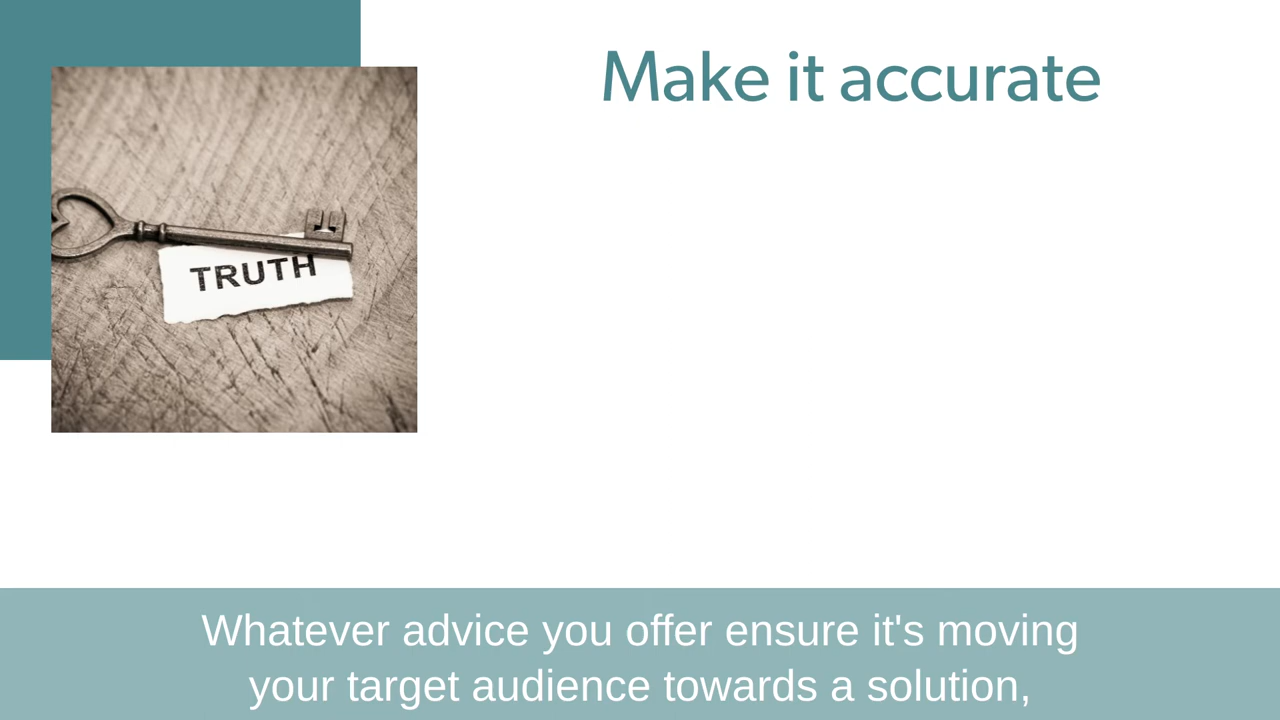 Make it accurate
TRUTH
Whatever advice you offer ensure it's moving
your target audience towards a solution,